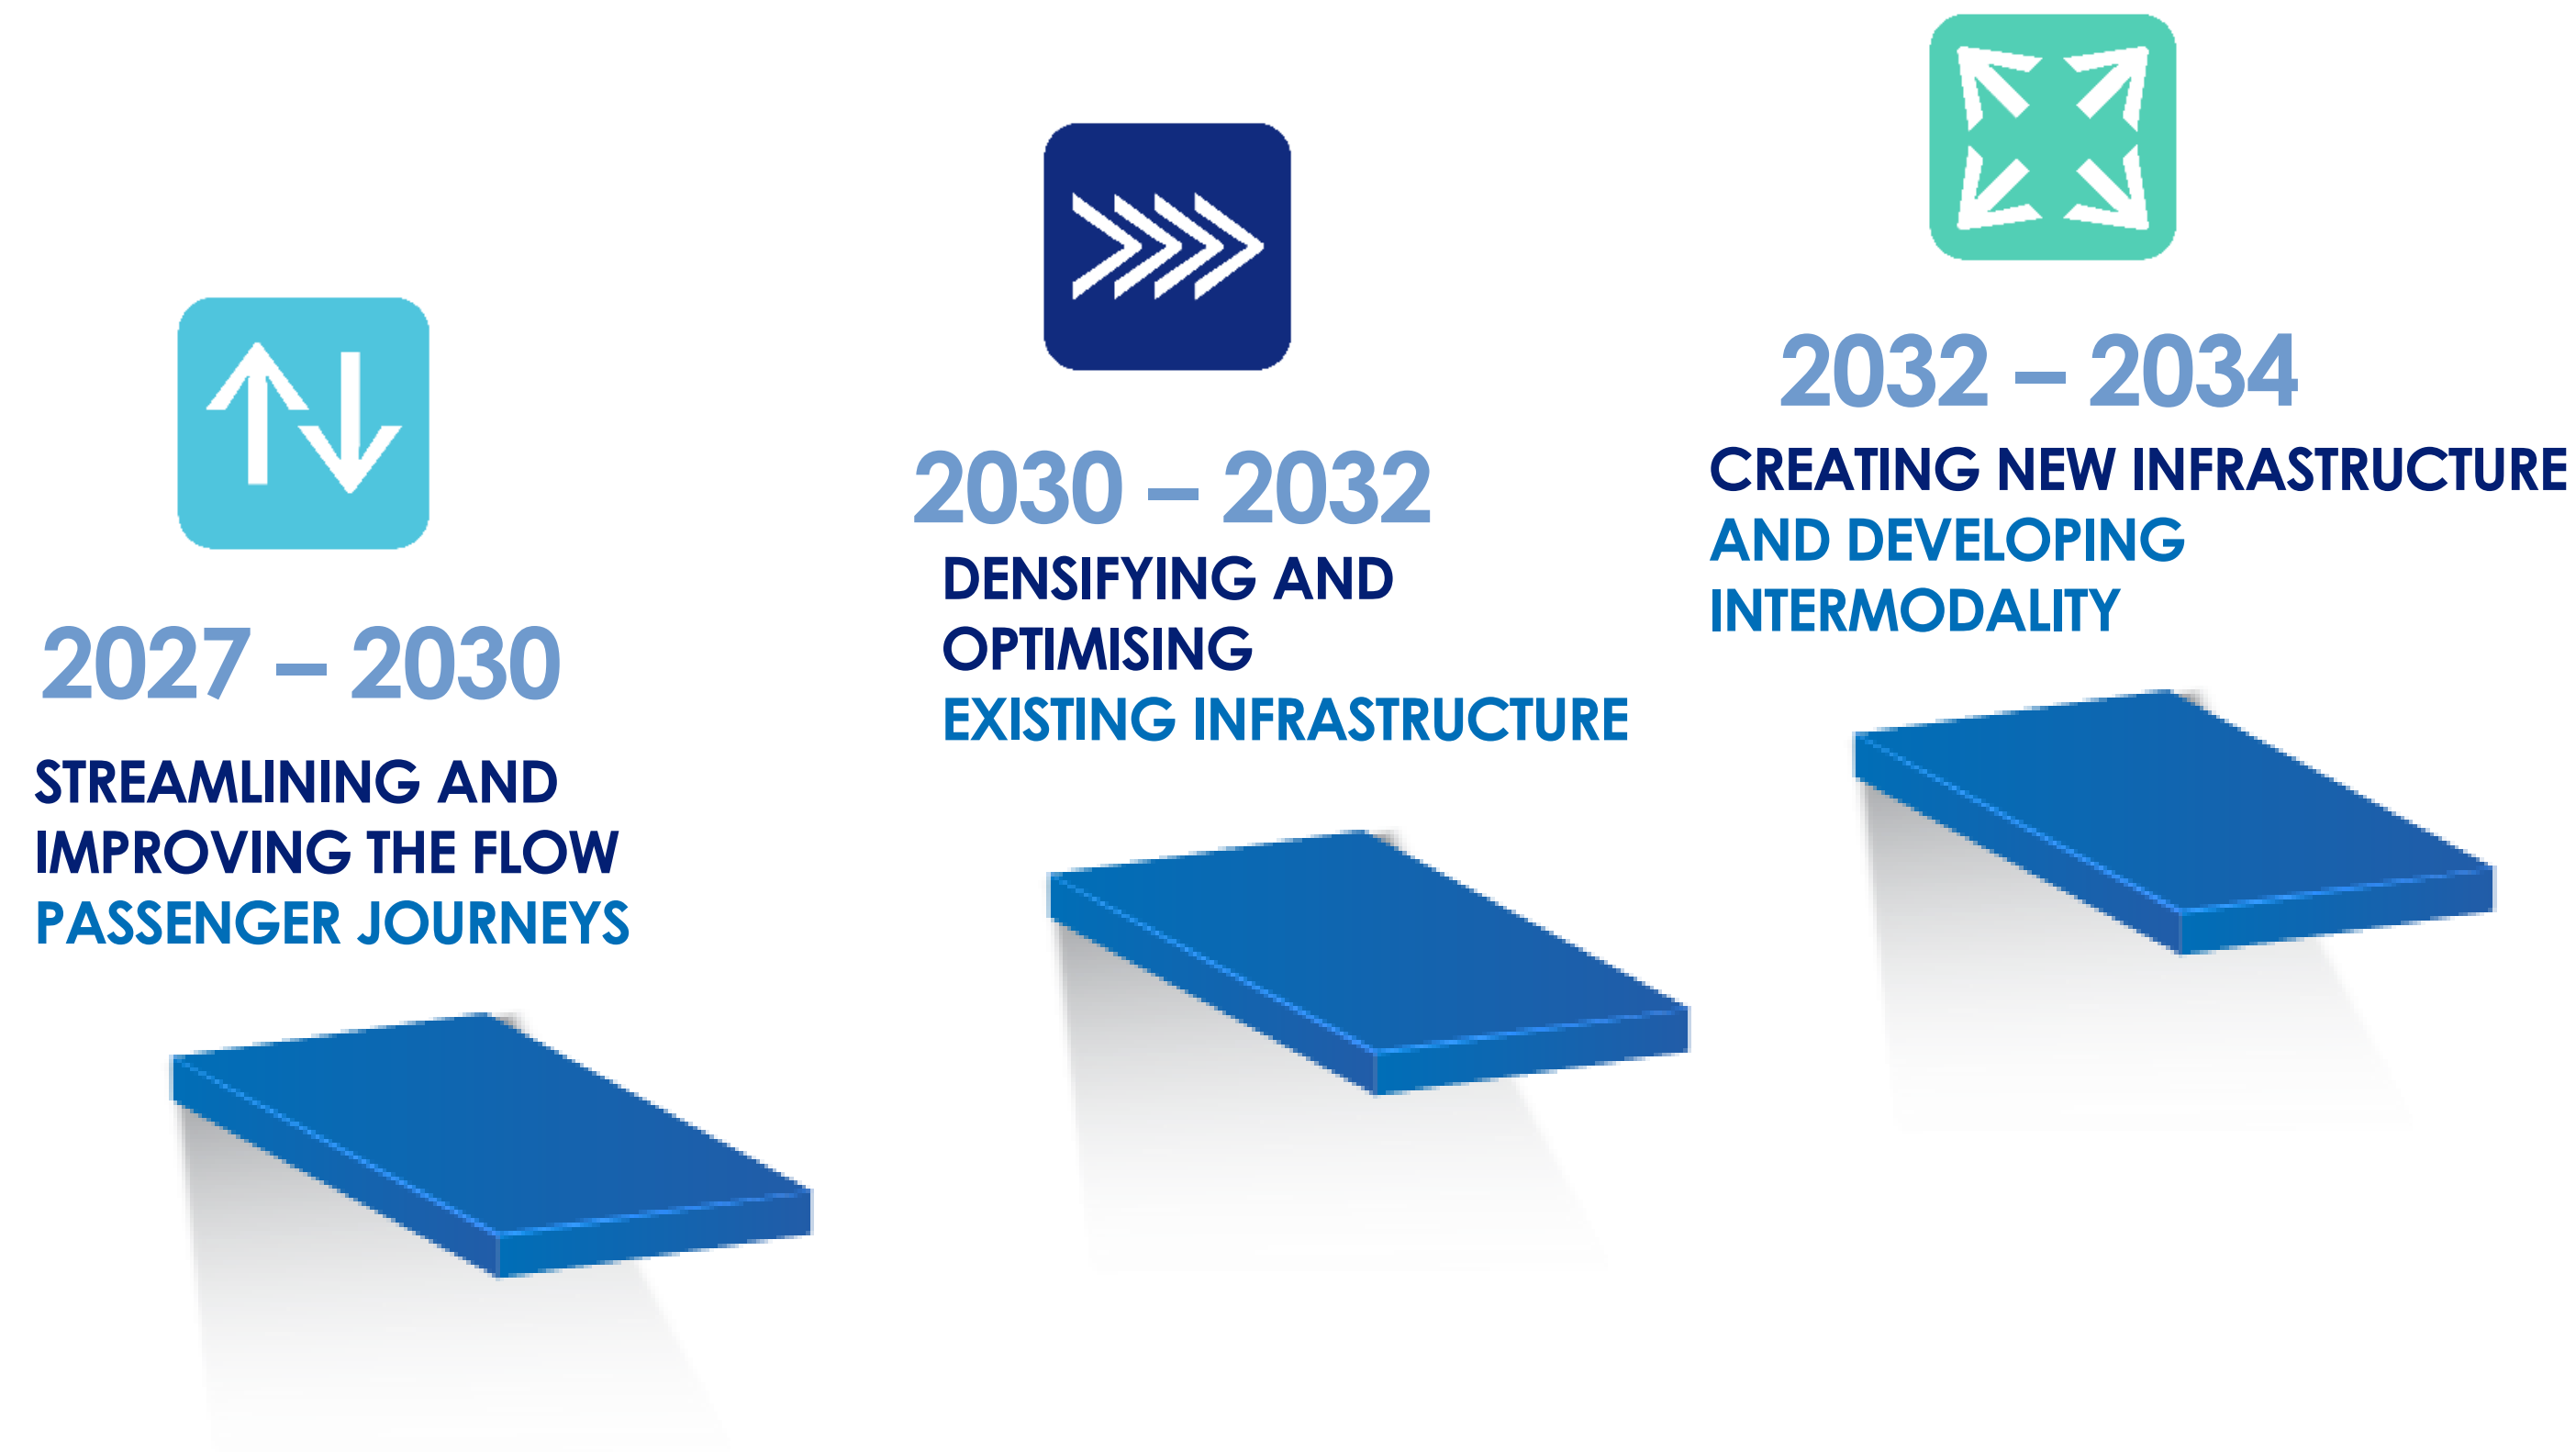 2027 – 2030
STREAMLINING AND
IMPROVING THE FLOW
PASSENGER JOURNEYS
2030 – 2032
DENSIFYING AND
OPTIMISING
EXISTING INFRASTRUCTURE
2032 – 2034
CREATING NEW INFRASTRUCTURE
AND DEVELOPING
INTERMODALITY